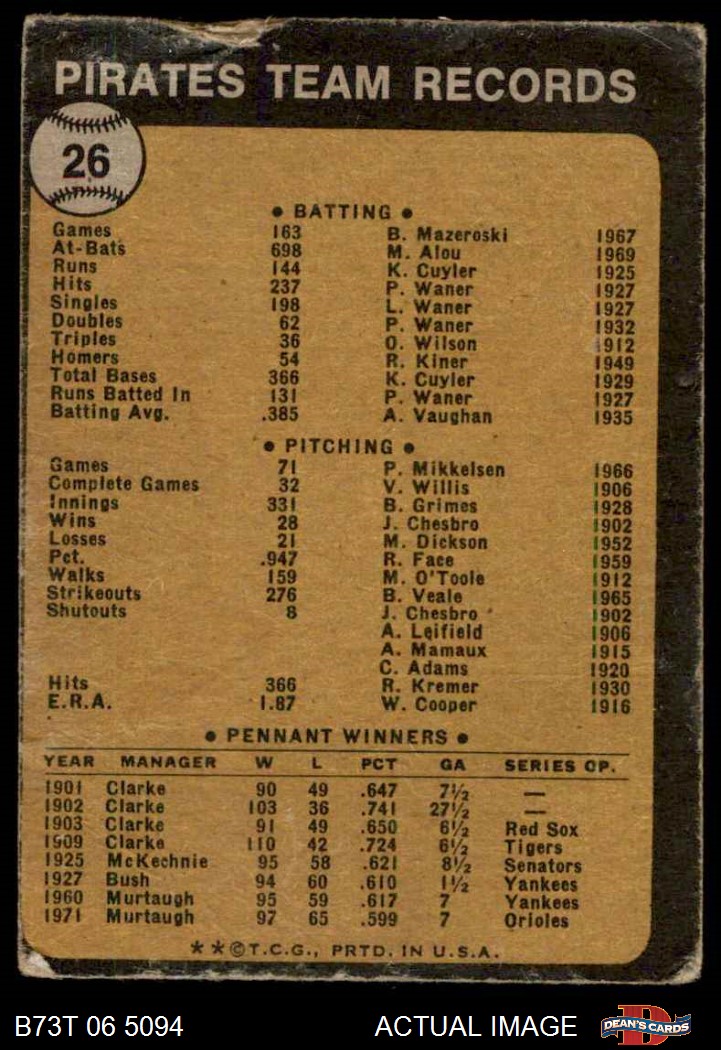 PIRATES TEAM RECORDS
26
● BATTING ●
Games 163 B. Mazeroski 1967
At-Bats 698 M. Alou 1969
Runs 144 K. Cuyler 1925
Hits 237 P. Waner 1927
Singles 198 L. Waner 1927
Doubles 62 P. Waner 1932
Triples 36 O. Wilson 1912
Homers 54 R. Kiner 1949
Total Bases 366 K. Cuyler 1929
Runs Batted In 131 P. Waner 1927
Batting Avg. .385 A. Vaughan 1935
● PITCHING ●
Games 71 P. Mikkelsen 1966
Complete Games 32 V. Willis 1906
Innings 331 B. Grimes 1928
Wins 28 J. Chesbro 1902
Losses 21 M. Dickson 1952
Pct. .947 R. Face 1959
Walks 159 M. O'Toole 1912
Strikeouts 276 B. Veale 1965
Shutouts 8 J. Chesbro 1902
A. Leifield 1906
A. Mamaux 1915
C. Adams 1920
Hits 366 R. Kremer 1930
E.R.A. 1.87 W. Cooper 1916
● PENNANT WINNERS ●
YEAR MANAGER W L PCT GA SERIES OP.
1901 Clarke 90 49 .647 7½ —
1902 Clarke 103 36 .741 27½ —
1903 Clarke 91 49 .650 6½ Red Sox
1909 Clarke 110 42 .724 6½ Tigers
1925 McKechnie 95 58 .621 8½ Senators
1927 Bush 94 60 .610 1½ Yankees
1960 Murtaugh 95 59 .617 7 Yankees
1971 Murtaugh 97 65 .599 7 Orioles
**©T.C.G., PRTD. IN U.S.A.
B73T 06 5094 ACTUAL IMAGE DEAN'S CARDS